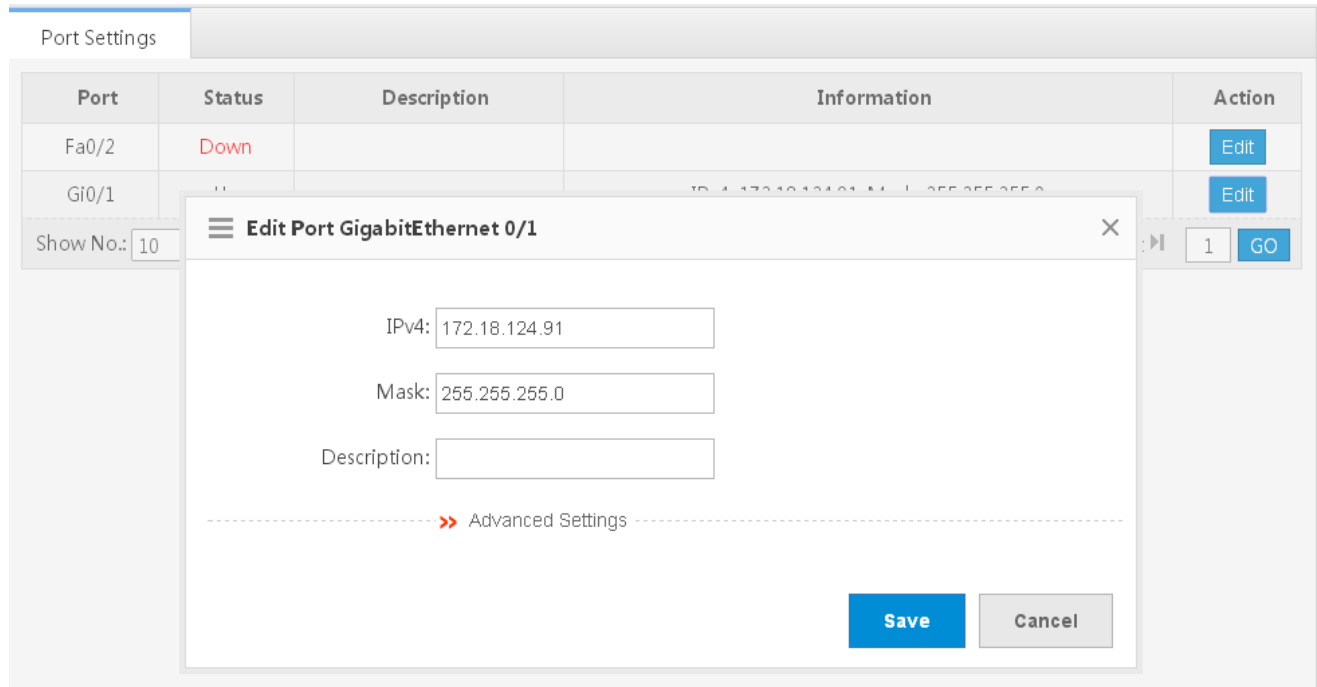 Port Settings
Port Status Description Information Action
Fa0/2 Down Edit
Gi0/1 Edit
Show No.: 10 1 GO
Edit Port GigabitEthernet 0/1
IPv4: 172.18.124.91
Mask: 255.255.255.0
Description:
Advanced Settings
Save Cancel